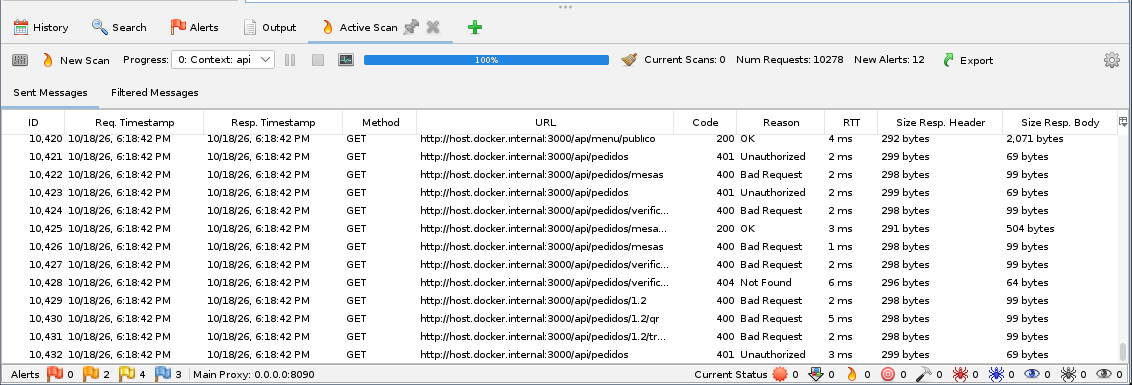 History Search Alerts Output Active Scan
New Scan Progress: 0: Context: api 100% Current Scans: 0 Num Requests: 10278 New Alerts: 12 Export
Sent Messages Filtered Messages
ID Req. Timestamp Resp. Timestamp Method URL Code Reason RTT Size Resp. Header Size Resp. Body
10,420 10/18/26, 6:18:42 PM 10/18/26, 6:18:42 PM GET http://host.docker.internal:3000/api/menu/publico 200 OK 4 ms 292 bytes 2,071 bytes
10,421 10/18/26, 6:18:42 PM 10/18/26, 6:18:42 PM GET http://host.docker.internal:3000/api/pedidos 401 Unauthorized 2 ms 299 bytes 69 bytes
10,422 10/18/26, 6:18:42 PM 10/18/26, 6:18:42 PM GET http://host.docker.internal:3000/api/pedidos/mesas 400 Bad Request 2 ms 298 bytes 99 bytes
10,423 10/18/26, 6:18:42 PM 10/18/26, 6:18:42 PM GET http://host.docker.internal:3000/api/pedidos 401 Unauthorized 2 ms 299 bytes 69 bytes
10,424 10/18/26, 6:18:42 PM 10/18/26, 6:18:42 PM GET http://host.docker.internal:3000/api/pedidos/verific... 400 Bad Request 2 ms 298 bytes 99 bytes
10,425 10/18/26, 6:18:42 PM 10/18/26, 6:18:42 PM GET http://host.docker.internal:3000/api/pedidos/mesa... 200 OK 3 ms 291 bytes 504 bytes
10,426 10/18/26, 6:18:42 PM 10/18/26, 6:18:42 PM GET http://host.docker.internal:3000/api/pedidos/mesas 400 Bad Request 1 ms 298 bytes 99 bytes
10,427 10/18/26, 6:18:42 PM 10/18/26, 6:18:42 PM GET http://host.docker.internal:3000/api/pedidos/verific... 400 Bad Request 2 ms 298 bytes 99 bytes
10,428 10/18/26, 6:18:42 PM 10/18/26, 6:18:42 PM GET http://host.docker.internal:3000/api/pedidos/verific... 404 Not Found 6 ms 296 bytes 64 bytes
10,429 10/18/26, 6:18:42 PM 10/18/26, 6:18:42 PM GET http://host.docker.internal:3000/api/pedidos/1.2 400 Bad Request 2 ms 298 bytes 99 bytes
10,430 10/18/26, 6:18:42 PM 10/18/26, 6:18:42 PM GET http://host.docker.internal:3000/api/pedidos/1.2/qr 400 Bad Request 5 ms 298 bytes 99 bytes
10,431 10/18/26, 6:18:42 PM 10/18/26, 6:18:42 PM GET http://host.docker.internal:3000/api/pedidos/1.2/tr... 400 Bad Request 2 ms 298 bytes 99 bytes
10,432 10/18/26, 6:18:42 PM 10/18/26, 6:18:42 PM GET http://host.docker.internal:3000/api/pedidos 401 Unauthorized 3 ms 299 bytes 69 bytes
Alerts 0 2 4 3 Main Proxy: 0.0.0.0:8090 Current Status 0 0 0 0 0 0 0 0 0 0